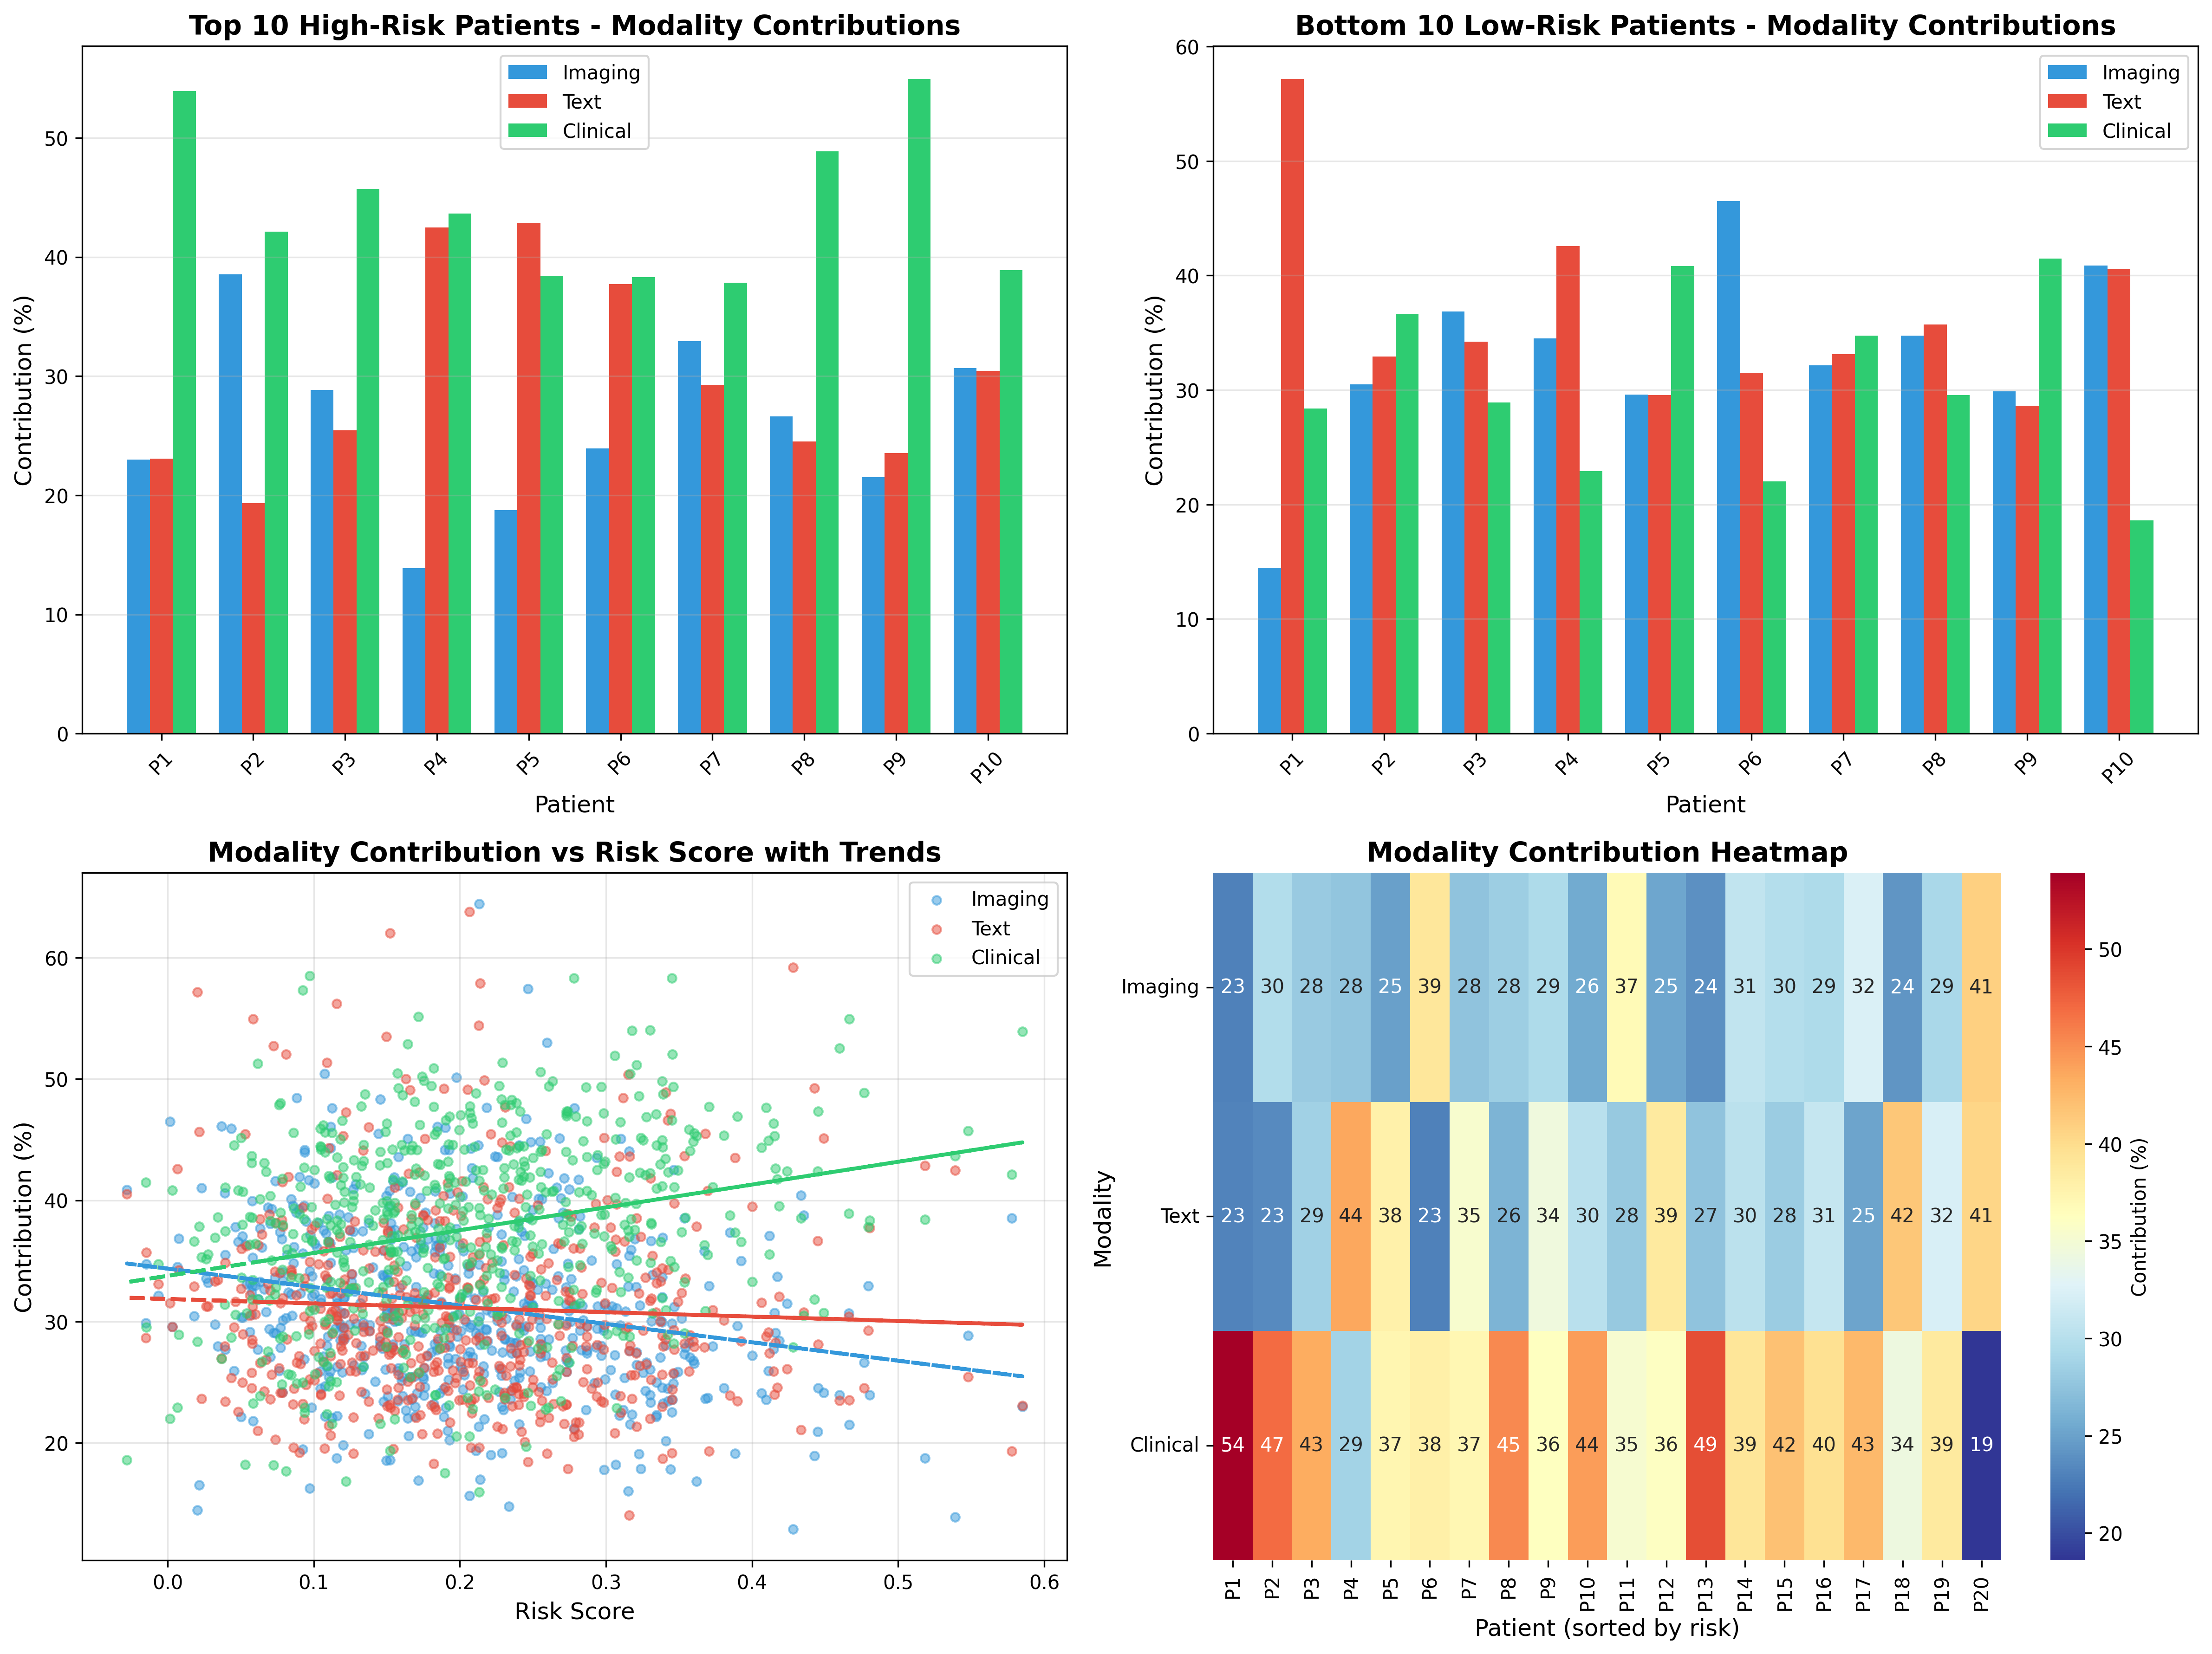 Top 10 High-Risk Patients - Modality Contributions
Imaging
Text
Clinical
Contribution (%)
50
40
30
20
10
0
P1 P2 P3 P4 P5 P6 P7 P8 P9 P10
Patient
Bottom 10 Low-Risk Patients - Modality Contributions
Imaging
Text
Clinical
Contribution (%)
60
50
40
30
20
10
0
P1 P2 P3 P4 P5 P6 P7 P8 P9 P10
Patient
Modality Contribution vs Risk Score with Trends
Imaging
Text
Clinical
Contribution (%)
60
50
40
30
20
0.0 0.1 0.2 0.3 0.4 0.5 0.6
Risk Score
Modality Contribution Heatmap
Modality
Imaging 23 30 28 28 25 39 28 28 29 26 37 25 24 31 30 29 32 24 29 41
Text 23 23 29 44 38 23 35 26 34 30 28 39 27 30 28 31 25 42 32 41
Clinical 54 47 43 29 37 38 37 45 36 44 35 36 49 39 42 40 43 34 39 19
P1 P2 P3 P4 P5 P6 P7 P8 P9 P10 P11 P12 P13 P14 P15 P16 P17 P18 P19 P20
Patient (sorted by risk)
50
45
40
35
30
25
20
Contribution (%)